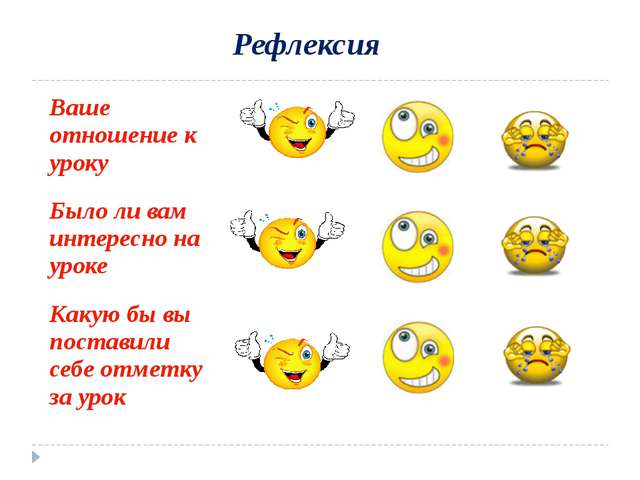 Рефлексия
Ваше
отношение к
уроку
Было ли вам
интересно на
уроке
Какую бы вы
поставили
себе отметку
за урок